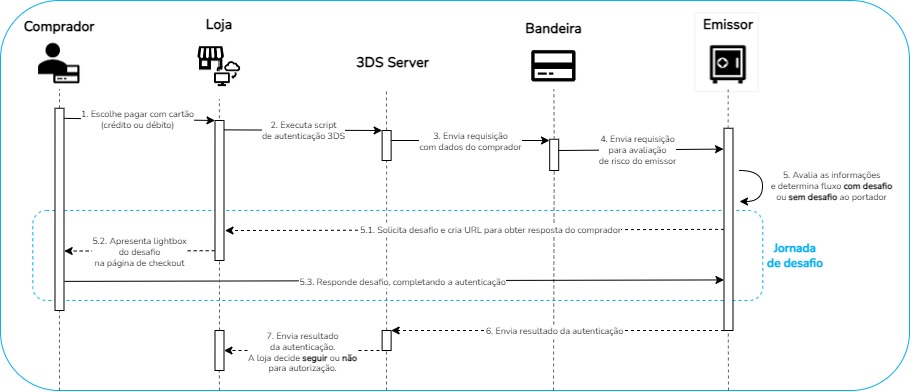 Comprador
Loja
3DS Server
Bandeira
Emissor
1. Escolhe pagar com cartão
(crédito ou débito)
2. Executa script
de autenticação 3DS
3. Envia requisição
com dados do comprador
4. Envia requisição
para avaliação
de risco do emissor
5. Avalia as informações
e determina fluxo com desafio
ou sem desafio ao portador
5.1. Solicita desafio e cria URL para obter resposta do comprador
5.2. Apresenta lightbox
do desafio
na página de checkout
Jornada
de desafio
5.3. Responde desafio, completando a autenticação
6. Envia resultado da autenticação
7. Envia resultado
da autenticação.
A loja decide seguir ou não
para autorização.